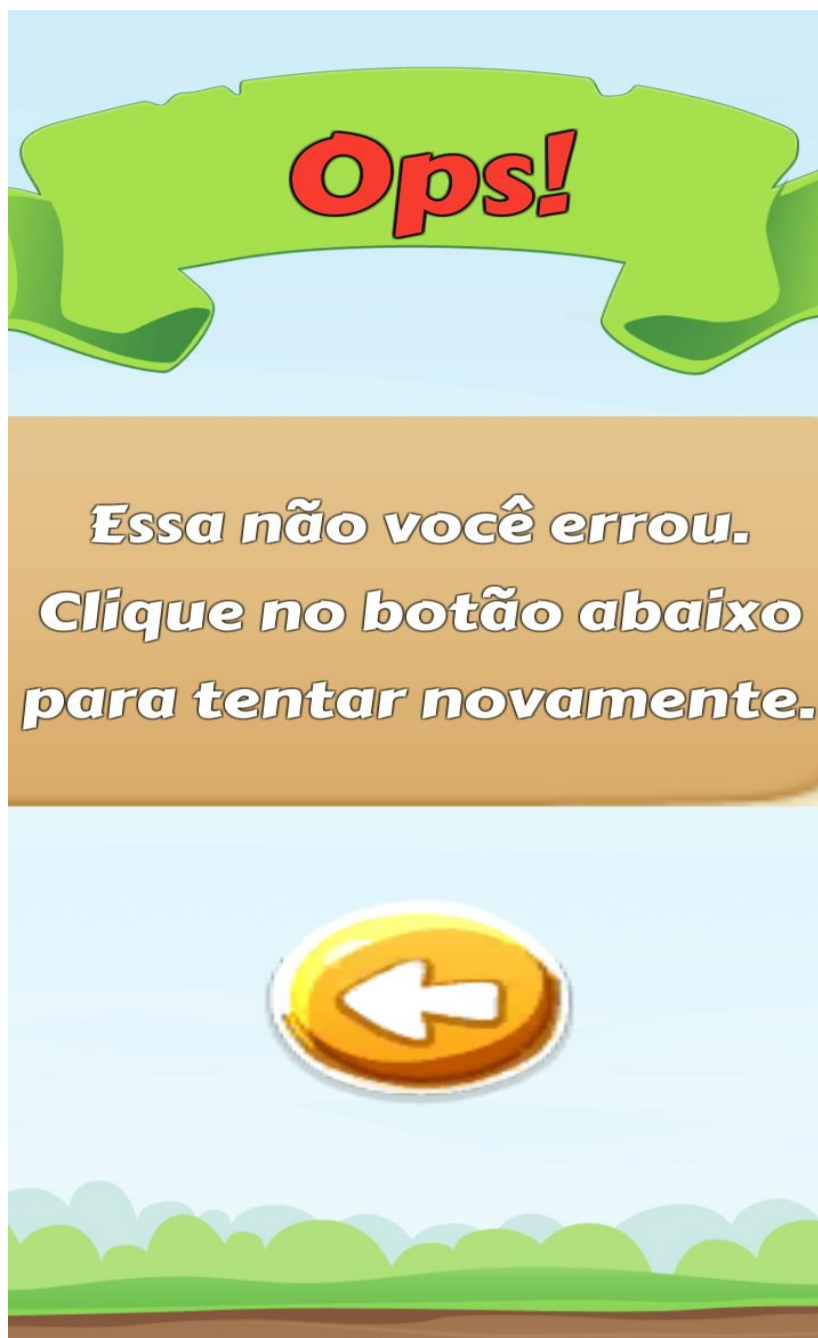 Ops!
Essa não você errou.
Clique no botão abaixo
para tentar novamente.